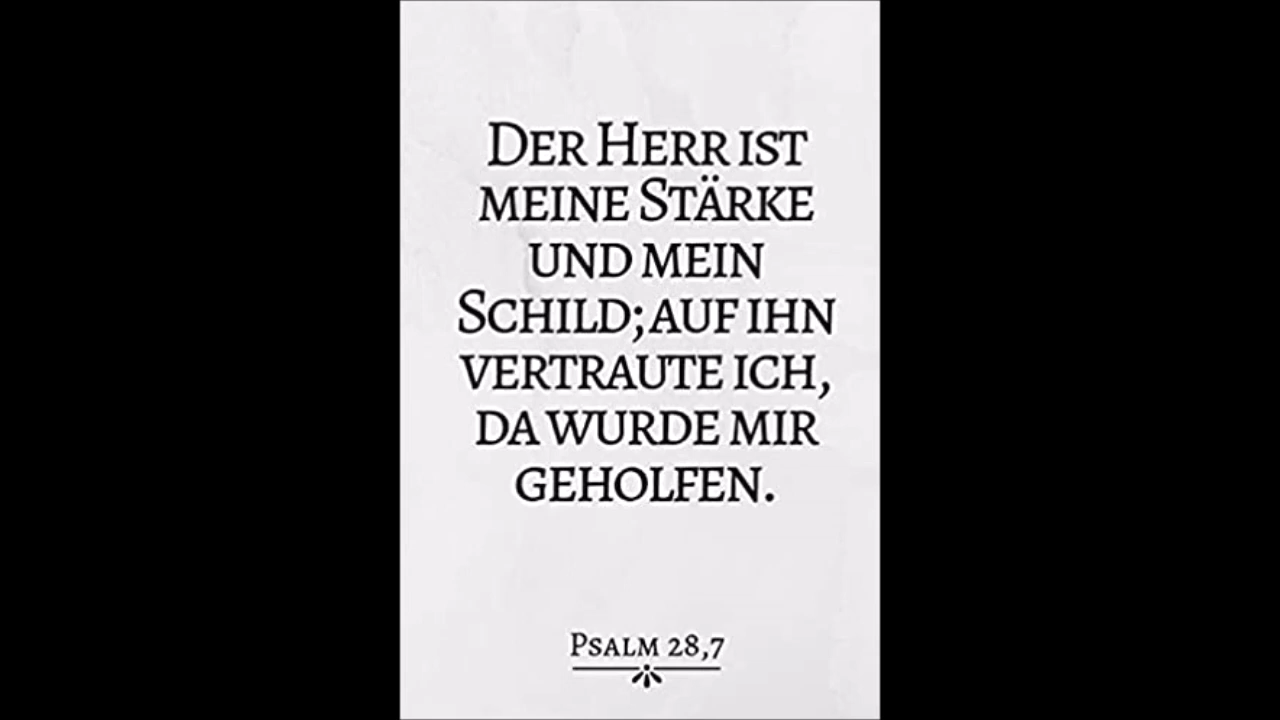 Der Herr ist
meine Stärke
und mein
Schild; auf ihn
vertraute ich,
da wurde mir
geholfen.
Psalm 28,7